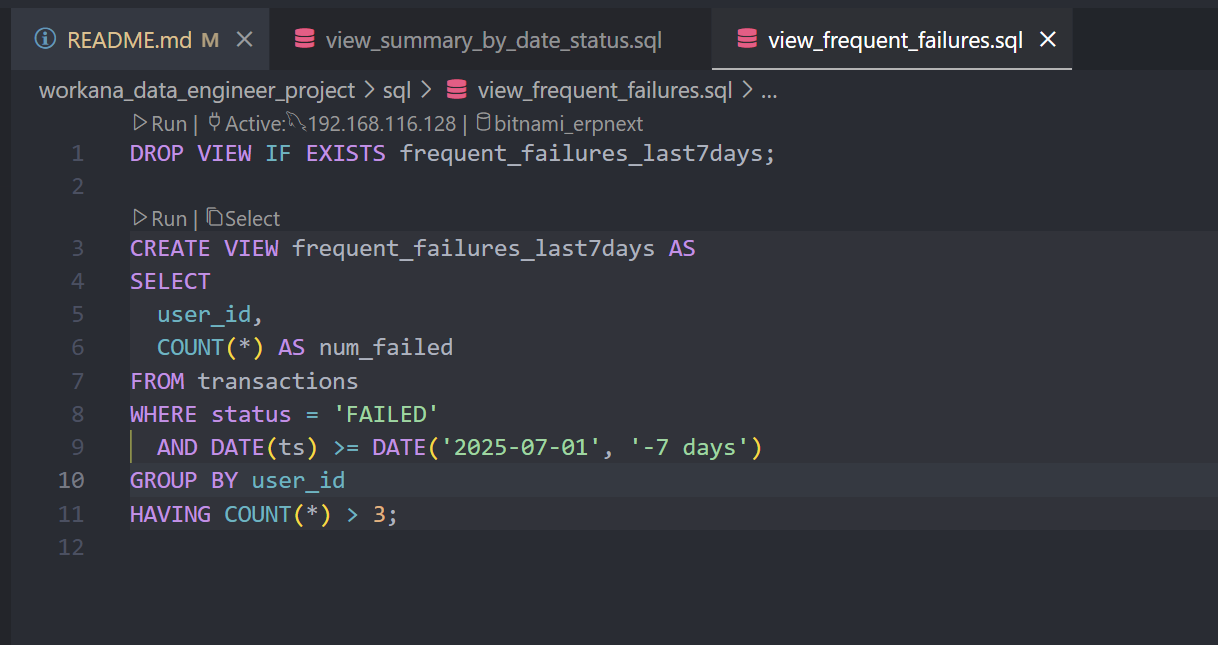 README.md M
view_summary_by_date_status.sql
view_frequent_failures.sql
workana_data_engineer_project > sql > view_frequent_failures.sql > ...
Run | Active: 192.168.116.128 | bitnami_erpnext
1 DROP VIEW IF EXISTS frequent_failures_last7days;
2
Run | Select
3 CREATE VIEW frequent_failures_last7days AS
4 SELECT
5   user_id,
6   COUNT(*) AS num_failed
7 FROM transactions
8 WHERE status = 'FAILED'
9   AND DATE(ts) >= DATE('2025-07-01', '-7 days')
10 GROUP BY user_id
11 HAVING COUNT(*) > 3;
12